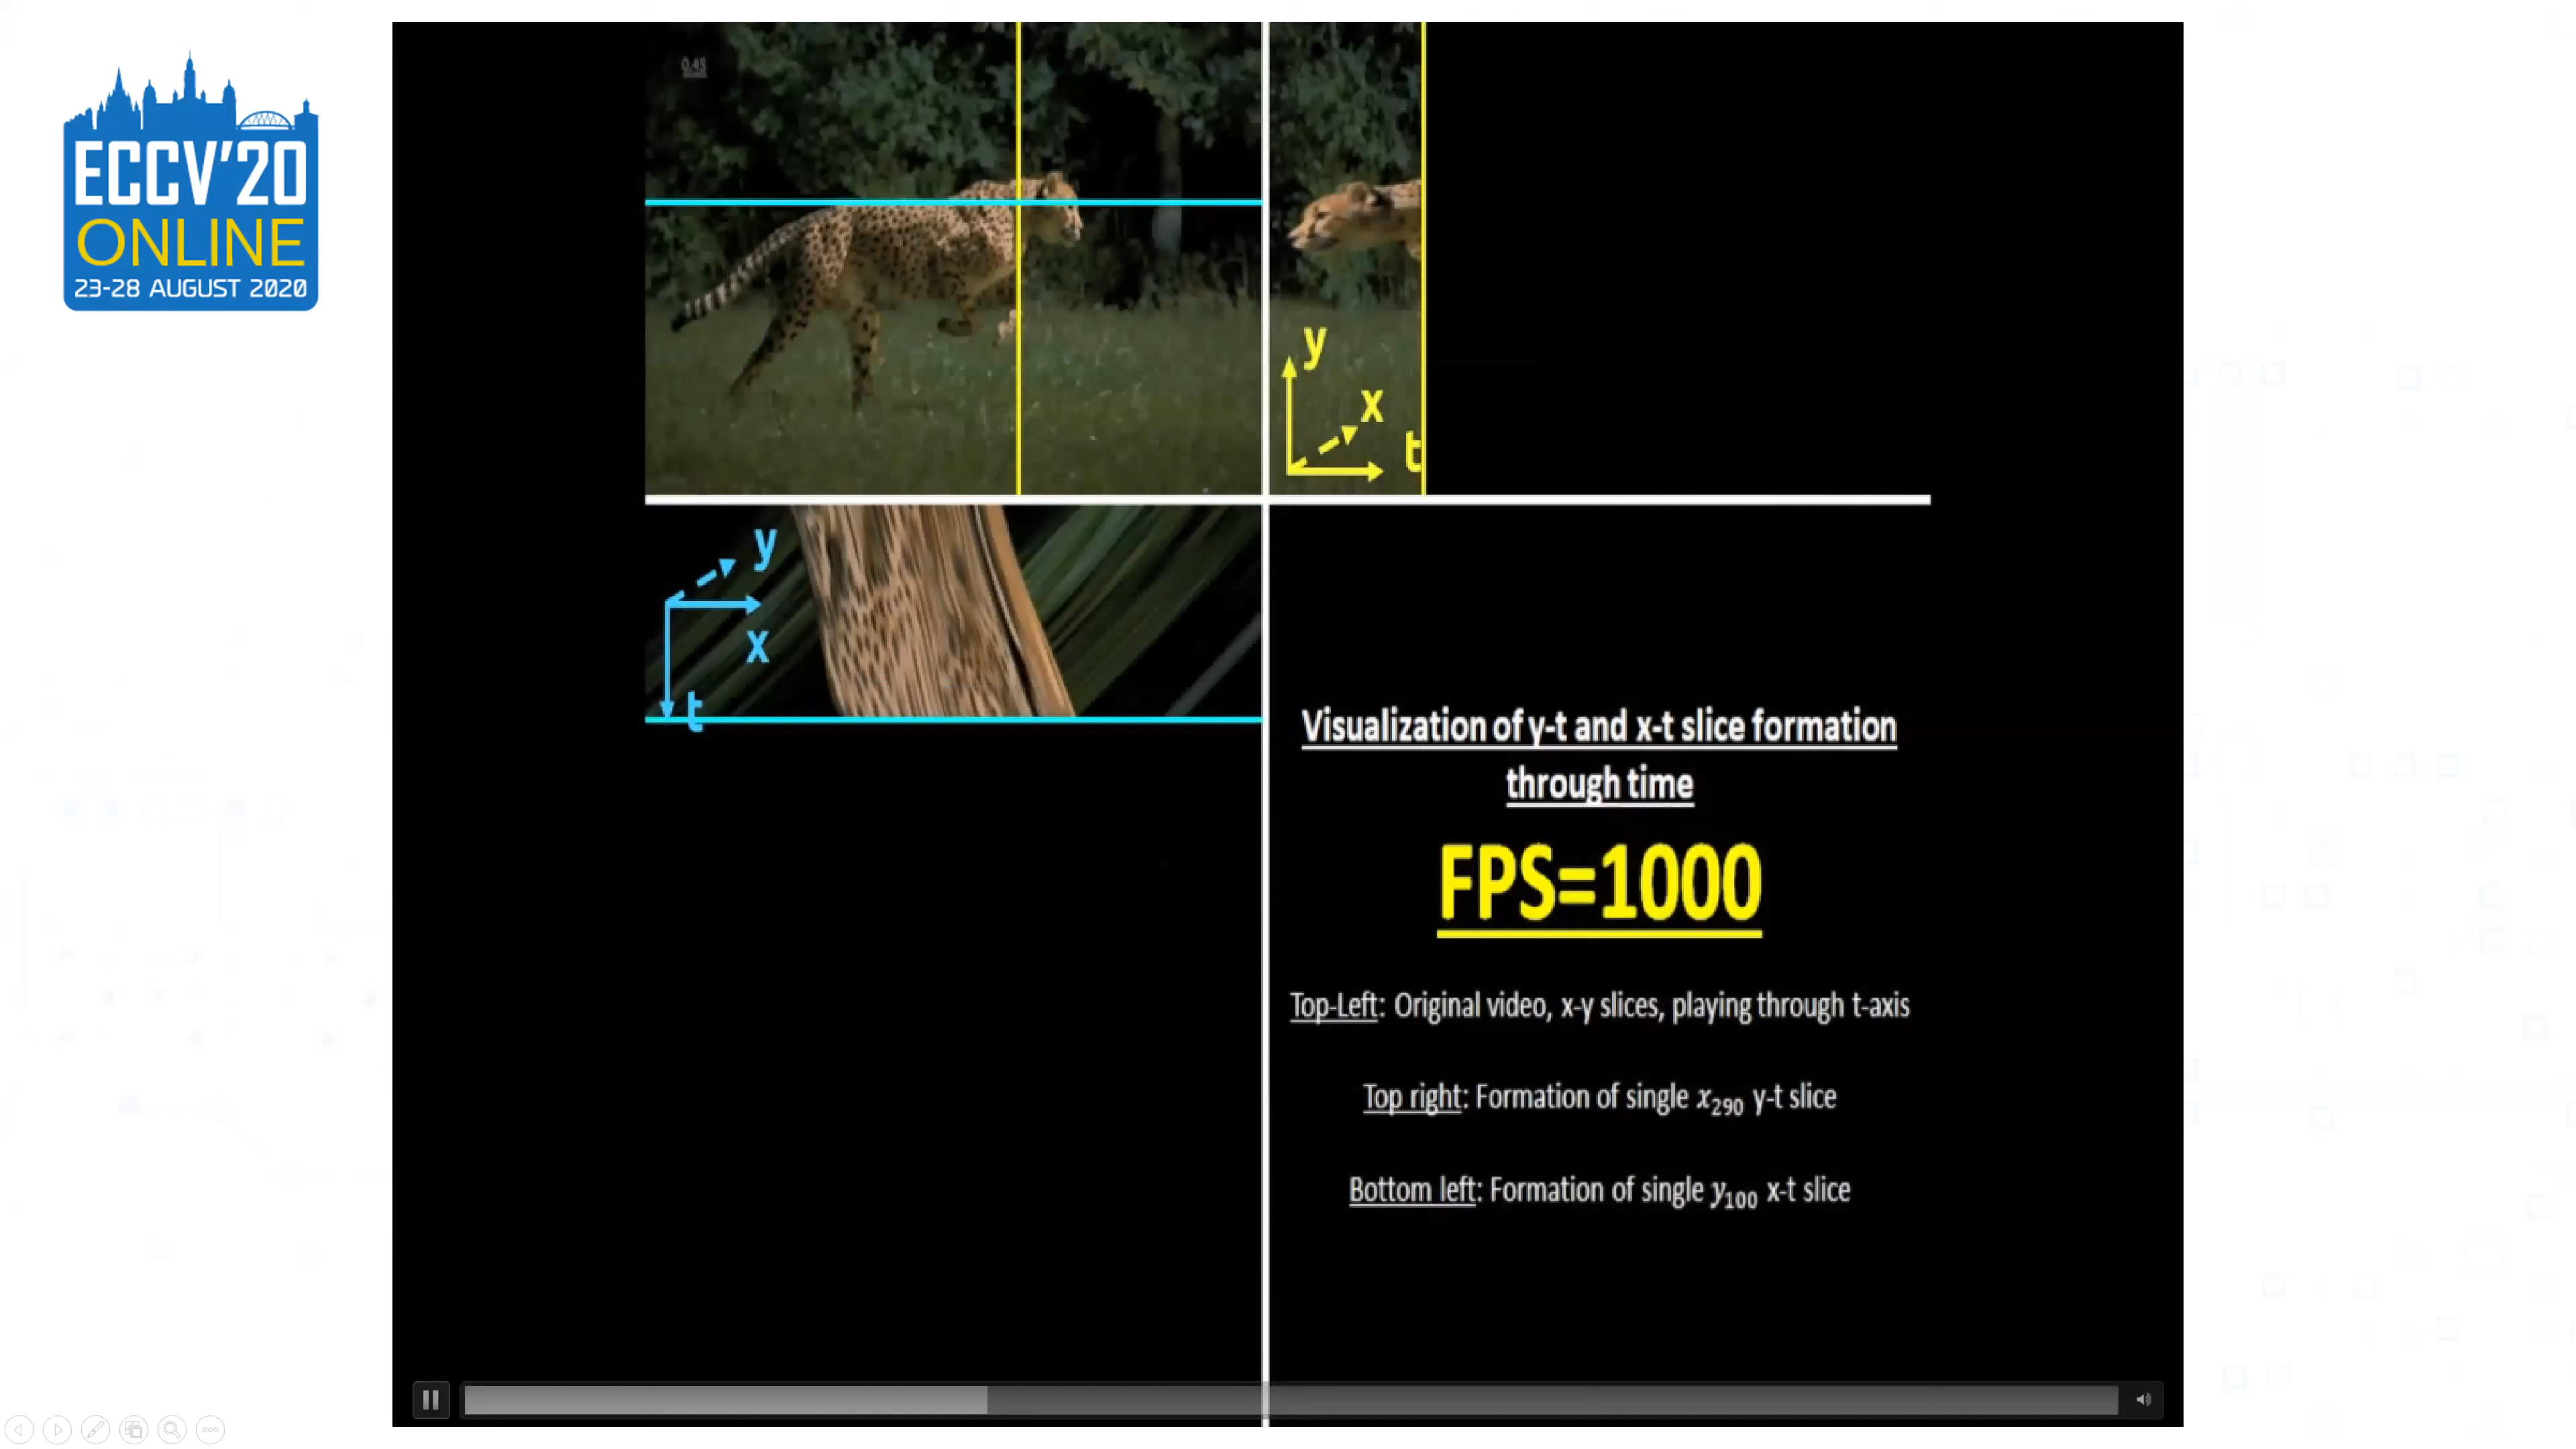 ECCV'20
ONLINE
23-28 AUGUST 2020
0.45
y
x
t
y
x
t
Visualization of y-t and x-t slice formation
through time
FPS=1000
Top-Left: Original video, x-y slices, playing through t-axis
Top right: Formation of single x₂₉₀ y-t slice
Bottom left: Formation of single y₁₀₀ x-t slice